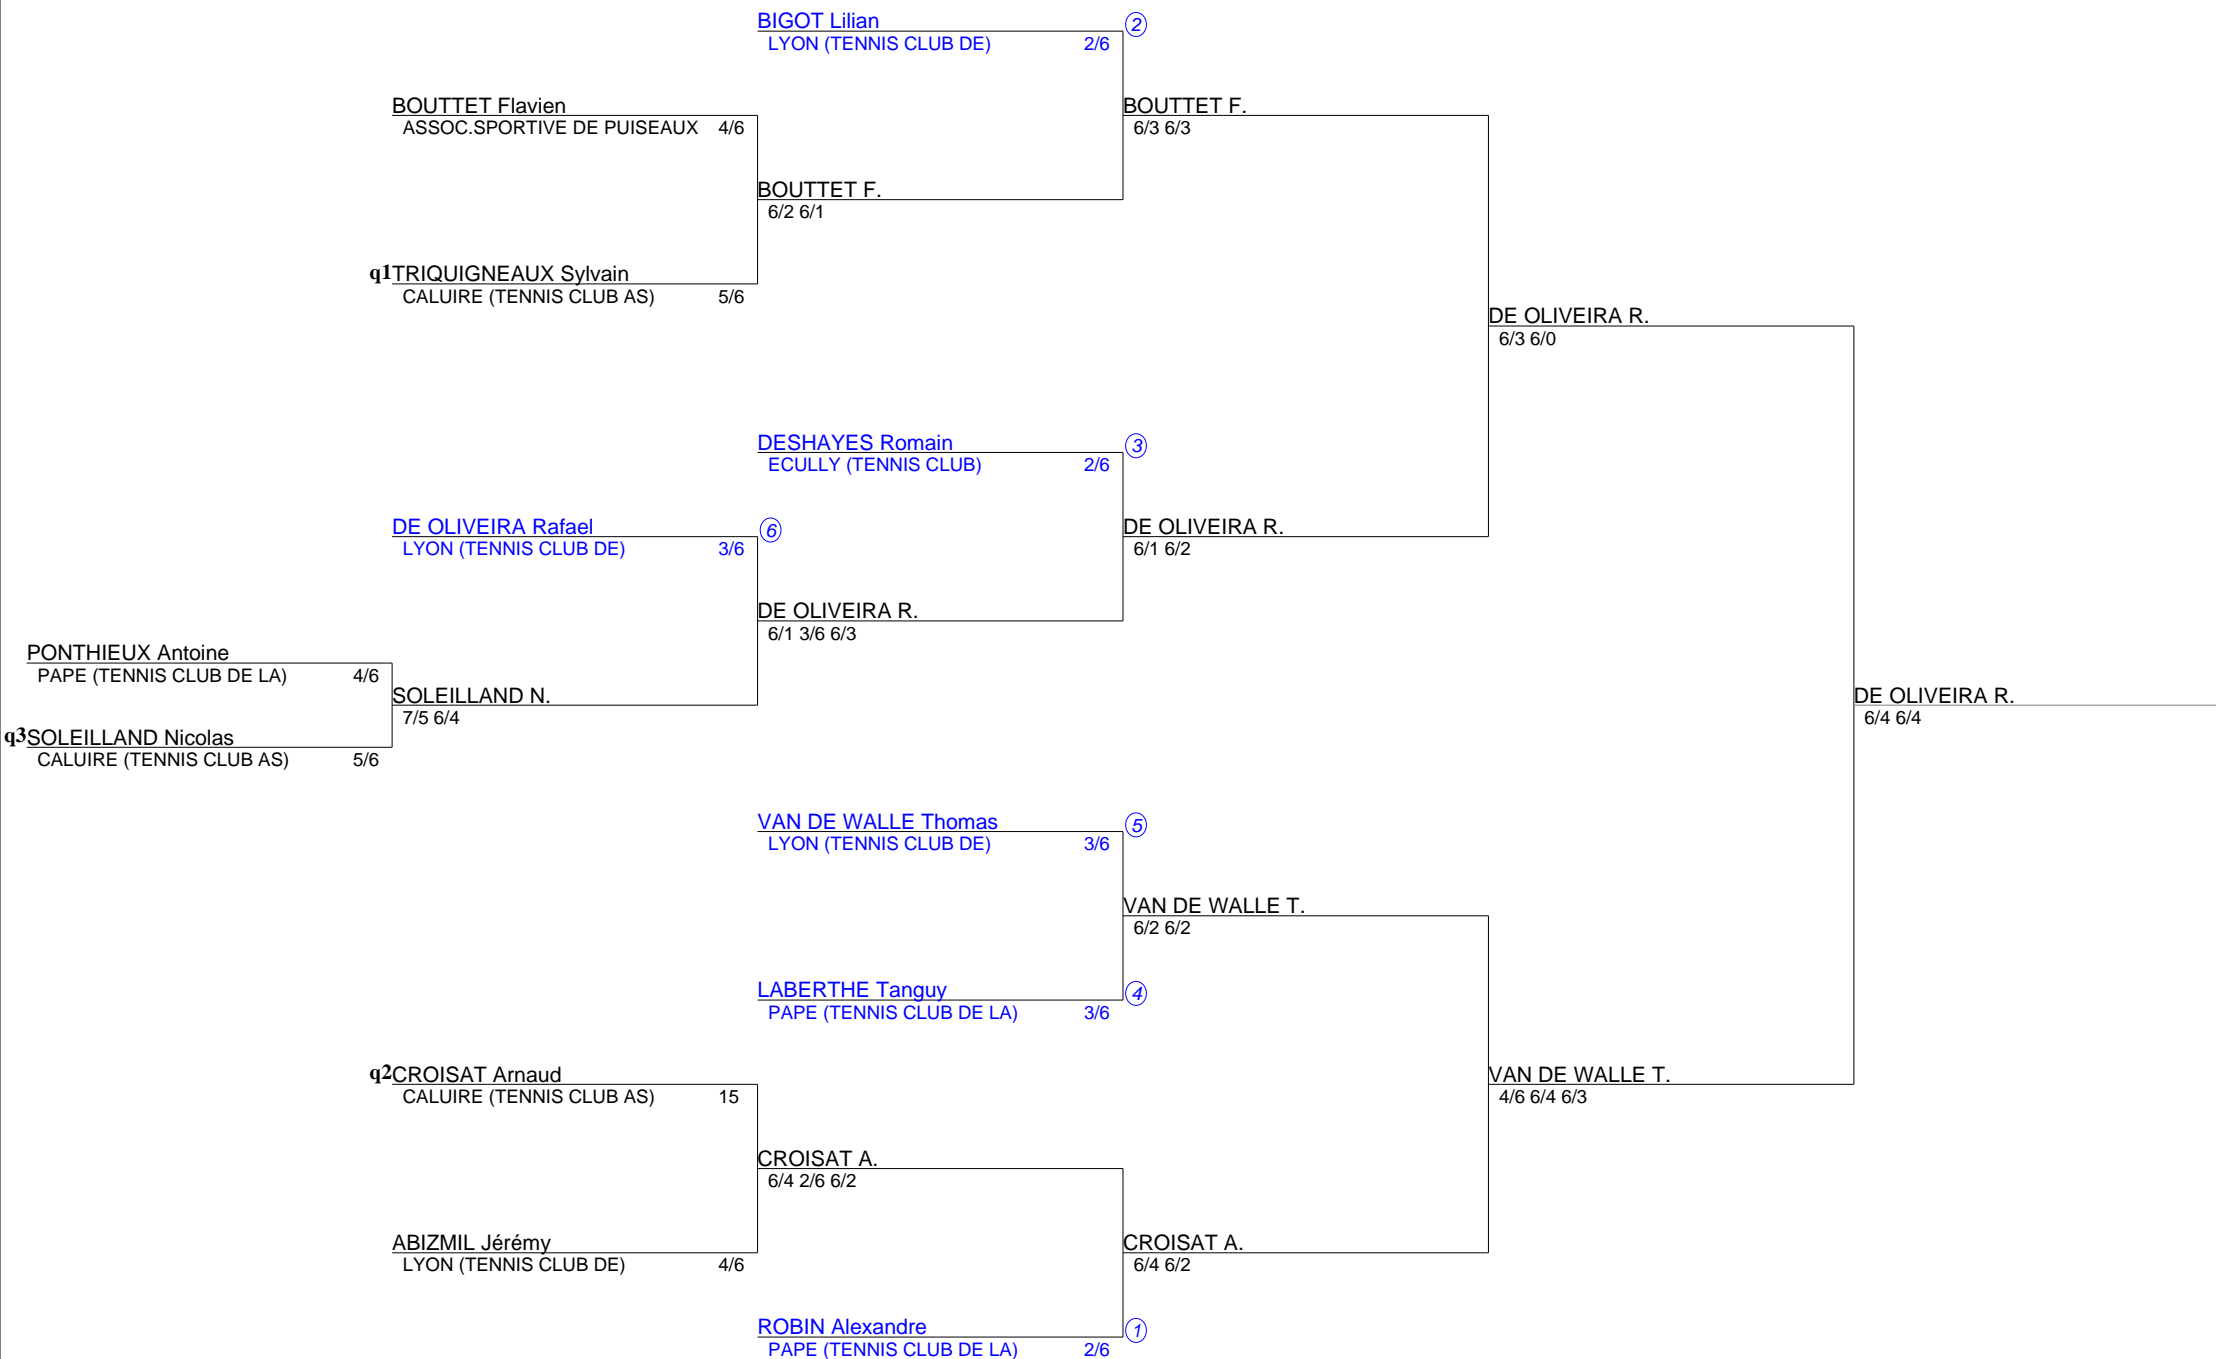 BIGOT Lilian 2
LYON (TENNIS CLUB DE) 2/6
BOUTTET Flavien
ASSOC.SPORTIVE DE PUISEAUX 4/6
BOUTTET F.
6/3 6/3
BOUTTET F.
6/2 6/1
q1 TRIQUIGNEAUX Sylvain
CALUIRE (TENNIS CLUB AS) 5/6
DE OLIVEIRA R.
6/3 6/0
DESHAYES Romain 3
ECULLY (TENNIS CLUB) 2/6
DE OLIVEIRA Rafael 6
LYON (TENNIS CLUB DE) 3/6
DE OLIVEIRA R.
6/1 6/2
DE OLIVEIRA R.
6/1 3/6 6/3
PONTHIEUX Antoine
PAPE (TENNIS CLUB DE LA) 4/6
SOLEILLAND N.
7/5 6/4
DE OLIVEIRA R.
6/4 6/4
q3 SOLEILLAND Nicolas
CALUIRE (TENNIS CLUB AS) 5/6
VAN DE WALLE Thomas 5
LYON (TENNIS CLUB DE) 3/6
VAN DE WALLE T.
6/2 6/2
LABERTHE Tanguy 4
PAPE (TENNIS CLUB DE LA) 3/6
q2 CROISAT Arnaud
CALUIRE (TENNIS CLUB AS) 15
VAN DE WALLE T.
4/6 6/4 6/3
CROISAT A.
6/4 2/6 6/2
ABIZMIL Jérémy
LYON (TENNIS CLUB DE) 4/6
CROISAT A.
6/4 6/2
ROBIN Alexandre 1
PAPE (TENNIS CLUB DE LA) 2/6